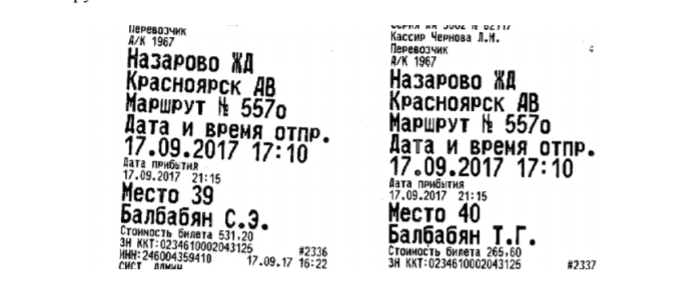 Перевозчик
А/К 1967
Назарово ЖД
Красноярск АВ
Маршрут № 557о
Дата и время отпр.
17.09.2017 17:10
Дата прибытия
17.09.2017 21:15
Место 39
Балбабян С.Э.
Стоимость билета 531.20
ЗН ККТ:0234610002043125 #2336
ИНН:246004359410 17.09.17 16:22
СИСТ. АДМИН
Кассир Чернова Л.Н.
Перевозчик
А/К 1967
Назарово ЖД
Красноярск АВ
Маршрут № 557о
Дата и время отпр.
17.09.2017 17:10
Дата прибытия
17.09.2017 21:15
Место 40
Балбабян Т.Г.
Стоимость билета 265.60
ЗН ККТ:0234610002043125 #2337